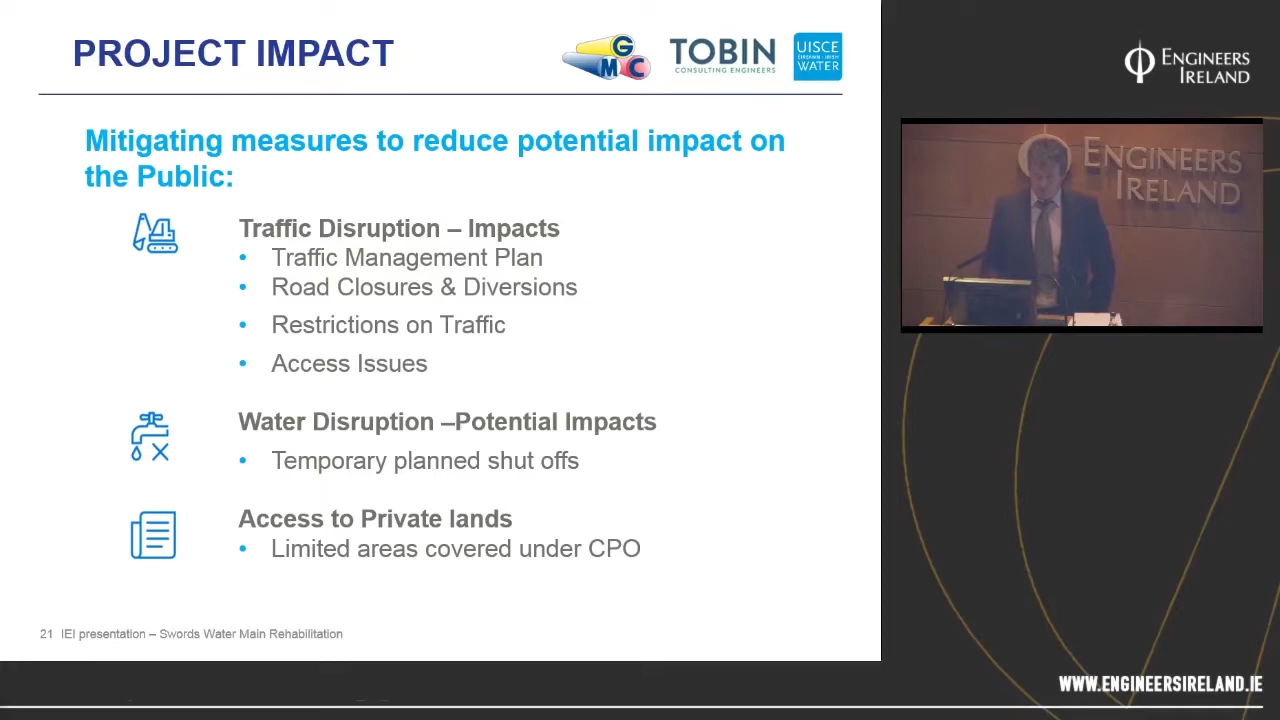 PROJECT IMPACT
G
MC
TOBIN
CONSULTING ENGINEERS
UISCE
ÉIREANN : IRISH
WATER
ENGINEERS
IRELAND
Mitigating measures to reduce potential impact on
the Public:
ENGINEERS
IRELAND
Traffic Disruption – Impacts
• Traffic Management Plan
• Road Closures & Diversions
• Restrictions on Traffic
• Access Issues
Water Disruption –Potential Impacts
• Temporary planned shut offs
Access to Private lands
• Limited areas covered under CPO
21 IEI presentation – Swords Water Main Rehabilitation
WWW.ENGINEERSIRELAND.IE